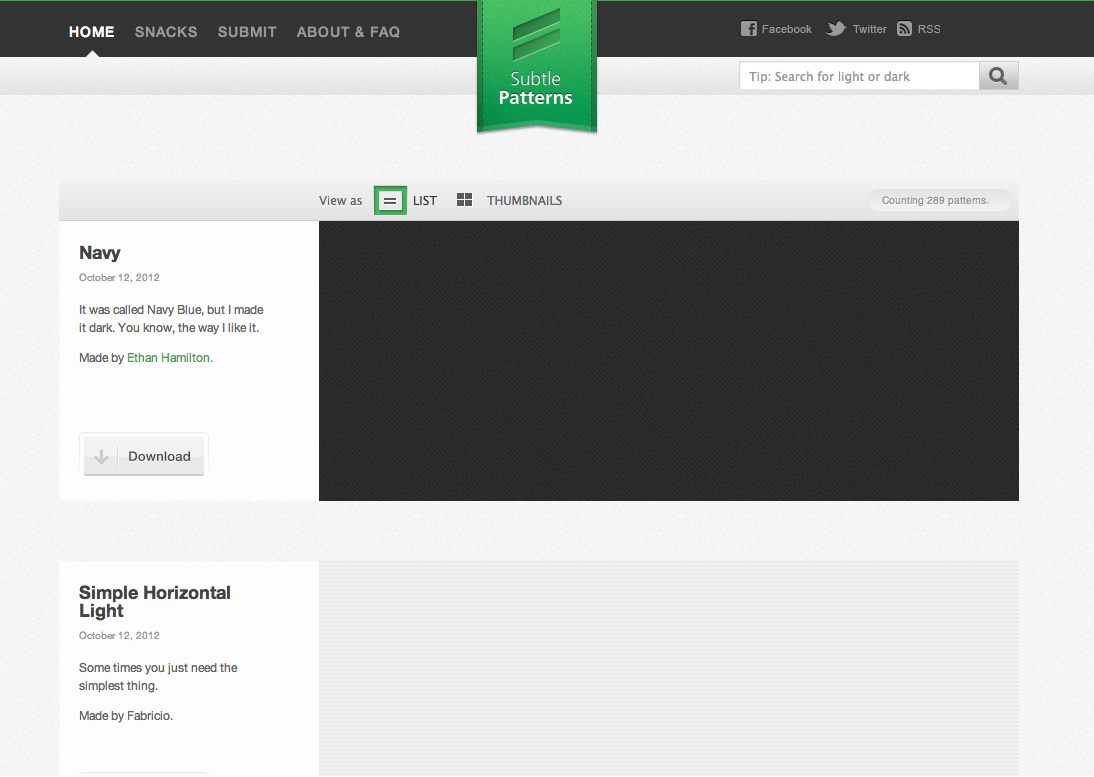 HOME SNACKS SUBMIT ABOUT & FAQ
Subtle
Patterns
Facebook Twitter RSS
Tip: Search for light or dark
View as LIST THUMBNAILS
Counting 289 patterns.
Navy
October 12, 2012
It was called Navy Blue, but I made
it dark. You know, the way I like it.
Made by Ethan Hamilton.
Download
Simple Horizontal
Light
October 12, 2012
Some times you just need the
simplest thing.
Made by Fabricio.